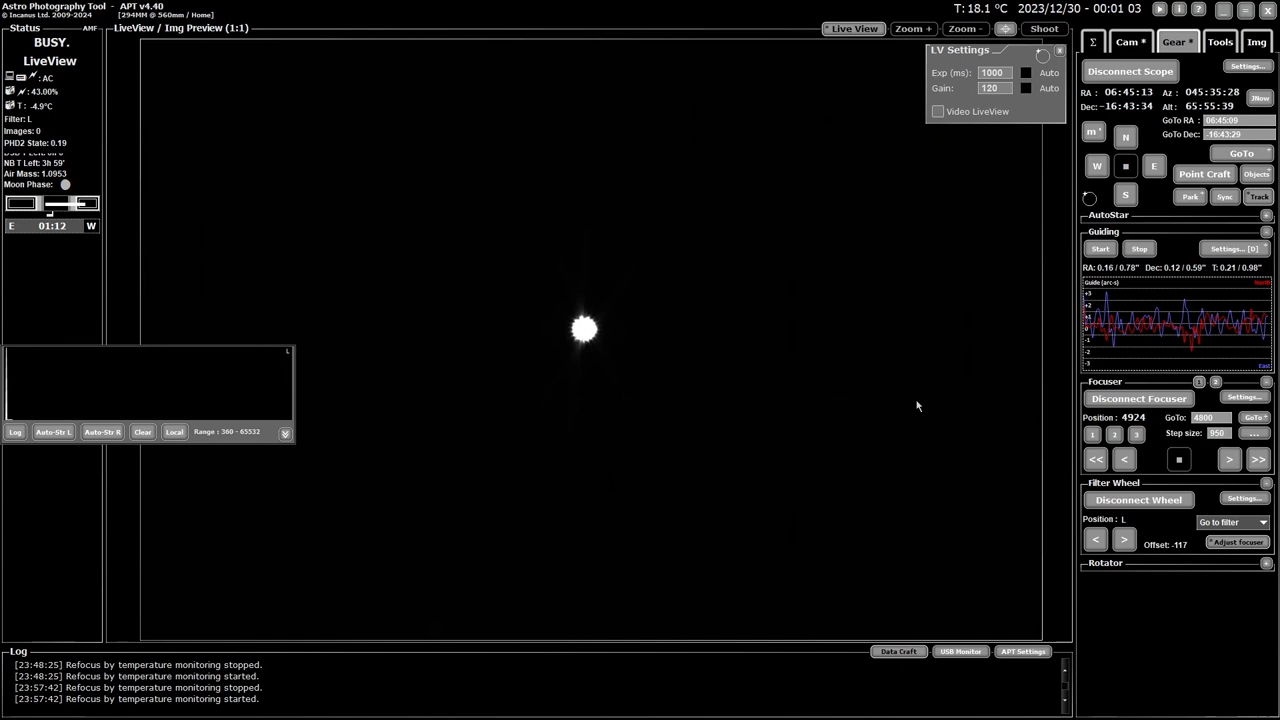 Astro Photography Tool - APT v4.40
© Incanus Ltd. 2009-2024
[294MM @ 560mm / Home]
T: 18.1 °C 2023/12/30 - 00:01 03
Status AMF
BUSY.
LiveView
: AC
: 43.00%
T : -4.9°C
Filter: L
Images: 0
PHD2 State: 0.19
NB T Left: 3h 59'
Air Mass: 1.0953
Moon Phase:
E 01:12 W
LiveView / Img Preview (1:1)
* Live View Zoom + Zoom - Shoot
LV Settings x
Exp (ms): 1000 Auto
Gain: 120 Auto
Video LiveView
L
Log Auto-Str L Auto-Str R Clear Local Range : 360 - 65532
Σ Cam * Gear * Tools Img
Disconnect Scope Settings...
RA : 06:45:13 Az : 045:35:28
Dec: -16:43:34 Alt : 65:55:39 JNow
GoTo RA : 06:45:09
GoTo Dec: -16:43:29
m ' N GoTo
W E Point Craft Objects
S Park Sync *Track
AutoStar
Guiding
Start Stop Settings... [D]
RA: 0.16 / 0.78" Dec: 0.12 / 0.59" T: 0.21 / 0.98"
Guide (arc-s) North
+3
+2
+1
0
-1
-2
-3 East
Focuser 1 2
Disconnect Focuser Settings...
Position : 4924 GoTo: 4800 GoTo
1 2 3 Step size: 950 ...
<< < > >>
Filter Wheel
Disconnect Wheel Settings...
Position : L Go to filter
< > Offset: -117 * Adjust focuser
Rotator
Log Data Craft USB Monitor APT Settings
[23:48:25] Refocus by temperature monitoring stopped.
[23:48:25] Refocus by temperature monitoring started.
[23:57:42] Refocus by temperature monitoring stopped.
[23:57:42] Refocus by temperature monitoring started.